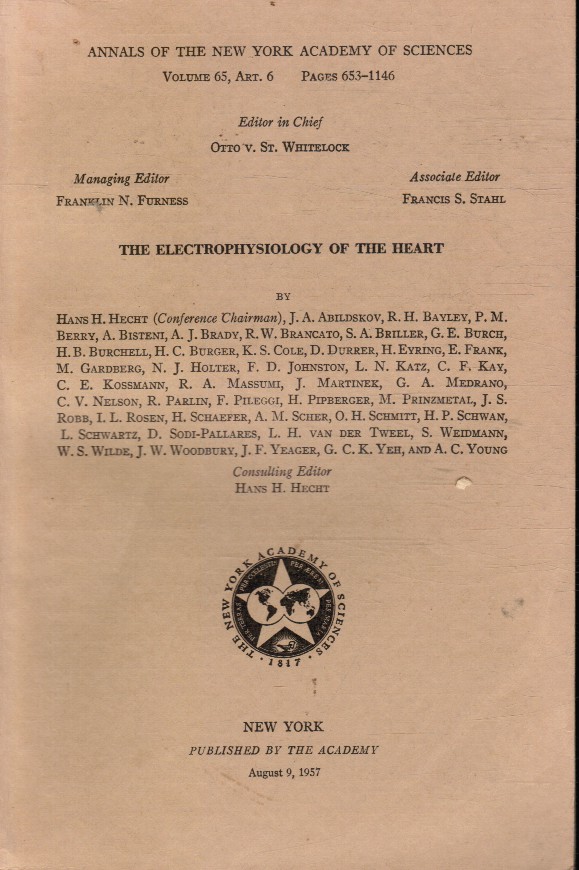 ANNALS OF THE NEW YORK ACADEMY OF SCIENCES
VOLUME 65, ART. 6 PAGES 653–1146
Editor in Chief
OTTO V. ST. WHITELOCK
Managing Editor
FRANKLIN N. FURNESS
Associate Editor
FRANCIS S. STAHL
THE ELECTROPHYSIOLOGY OF THE HEART
BY
HANS H. HECHT (Conference Chairman), J. A. ABILDSKOV, R. H. BAYLEY, P. M.
BERRY, A. BISTENI, A. J. BRADY, R. W. BRANCATO, S. A. BRILLER, G. E. BURCH,
H. B. BURCHELL, H. C. BURGER, K. S. COLE, D. DURRER, H. EYRING, E. FRANK,
M. GARDBERG, N. J. HOLTER, F. D. JOHNSTON, L. N. KATZ, C. F. KAY,
C. E. KOSSMANN, R. A. MASSUMI, J. MARTINEK, G. A. MEDRANO,
C. V. NELSON, R. PARLIN, F. PILEGGI, H. PIPBERGER, M. PRINZMETAL, J. S.
ROBB, I. L. ROSEN, H. SCHAEFER, A. M. SCHER, O. H. SCHMITT, H. P. SCHWAN,
L. SCHWARTZ, D. SODI-PALLARES, L. H. VAN DER TWEEL, S. WEIDMANN,
W. S. WILDE, J. W. WOODBURY, J. F. YEAGER, G. C. K. YEH, AND A. C. YOUNG
Consulting Editor
HANS H. HECHT
THE NEW YORK ACADEMY OF SCIENCES
· 1817 ·
NEW YORK
PUBLISHED BY THE ACADEMY
August 9, 1957